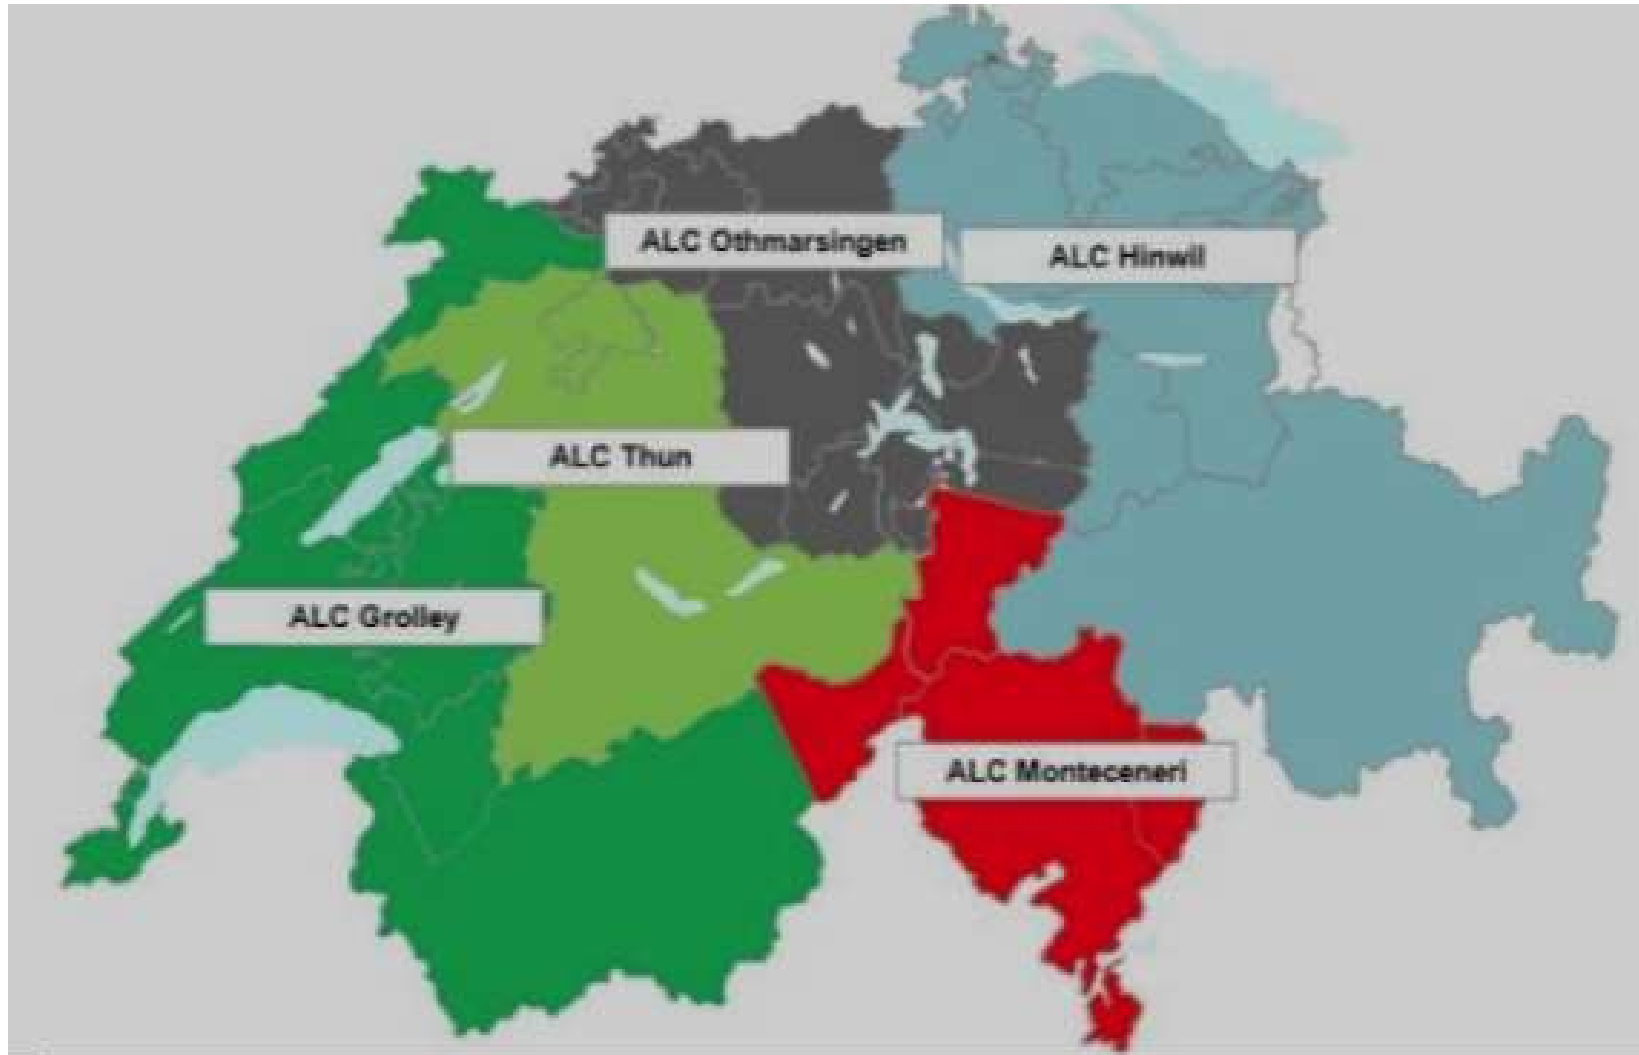 ALC Othmarsingen
ALC Hinwil
ALC Thun
ALC Grolley
ALC Monteceneri